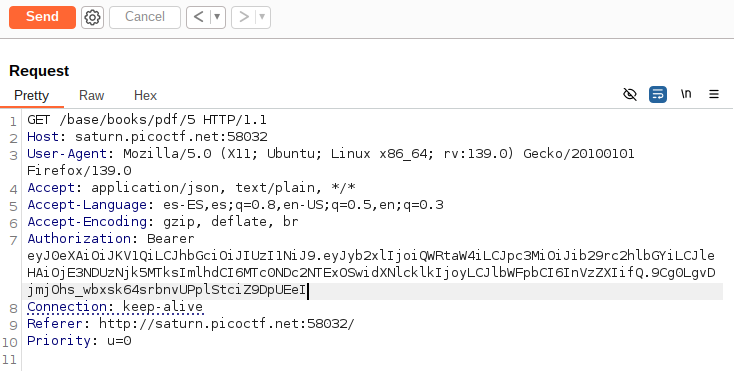 Send
Cancel
< | ▾
> | ▾
Request
Pretty Raw Hex \n
1 GET /base/books/pdf/5 HTTP/1.1
2 Host: saturn.picoctf.net:58032
3 User-Agent: Mozilla/5.0 (X11; Ubuntu; Linux x86_64; rv:139.0) Gecko/20100101
Firefox/139.0
4 Accept: application/json, text/plain, */*
5 Accept-Language: es-ES,es;q=0.8,en-US;q=0.5,en;q=0.3
6 Accept-Encoding: gzip, deflate, br
7 Authorization: Bearer
eyJ0eXAiOiJKV1QiLCJhbGciOiJIUzI1NiJ9.eyJyb2xlIjoiQWRtaW4iLCJpc3MiOiJib29rc2hlbGYiLCJle
HAiOjE3NDUzNjk5MTksImlhdCI6MTc0NDc2NTExOSwidXNlcklkIjoyLCJlbWFpbCI6InVzZXIifQ.9Cg0LgvD
jmjOhs_wbxsk64srbnvUPplStciZ9DpUEeI
8 Connection: keep-alive
9 Referer: http://saturn.picoctf.net:58032/
10 Priority: u=0
11